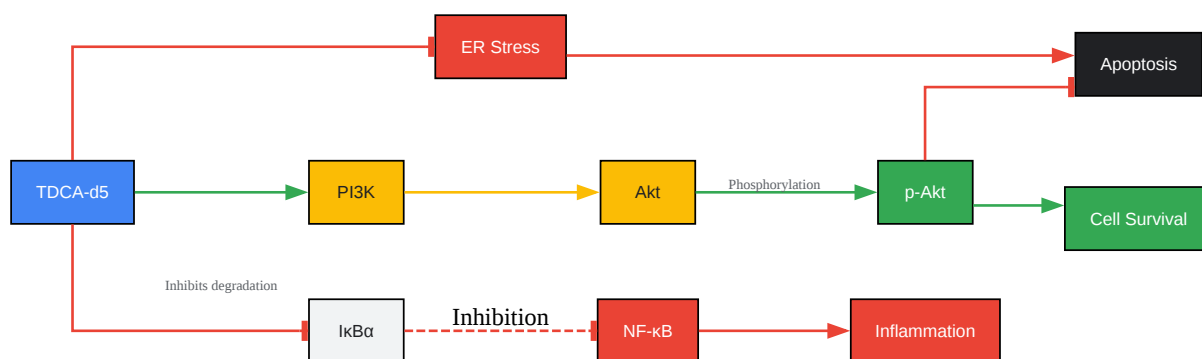 ER Stress
Apoptosis
TDCA-d5
PI3K
Akt
Phosphorylation
p-Akt
Cell Survival
Inhibits degradation
IκBα
Inhibition
NF-κB
Inflammation